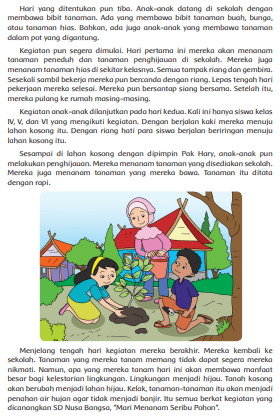 Hari yang ditentukan pun tiba. Anak-anak datang di sekolah dengan
membawa bibit tanaman. Ada yang membawa bibit tanaman buah, bunga,
atau tanaman hias. Bahkan, ada juga anak-anak yang membawa tanaman
dalam pot yang digantung.
Kegiatan pun segera dimulai. Hari pertama ini mereka akan menanam
tanaman peneduh dan tanaman penghijauan di sekolah. Mereka juga
menanam tanaman hias di sekitar kelasnya. Semua tampak riang dan gembira.
Sesekali sambil bekerja mereka pun bercanda dengan riang. Lepas tengah hari
pekerjaan mereka selesai. Mereka pun bersantap siang bersama. Setelah itu,
mereka pulang ke rumah masing-masing.
Kegiatan anak-anak dilanjutkan pada hari kedua. Kali ini hanya siswa kelas
IV, V, dan VI yang mengikuti kegiatan. Dengan berjalan kaki mereka menuju
lahan kosong itu. Dengan riang hati para siswa berjalan beriringan menuju
lahan kosong itu.
Sesampai di lahan kosong dengan dipimpin Pak Hary, anak-anak pun
melakukan penghijauan. Mereka menanam tanaman yang disediakan sekolah.
Mereka juga menanam tanaman yang mereka bawa. Tanaman itu ditata
dengan rapi.
Menjelang tengah hari kegiatan mereka berakhir. Mereka kembali ke
sekolah. Tanaman yang mereka tanam memang tidak dapat segera mereka
nikmati. Namun, apa yang mereka tanam hari ini akan membawa manfaat
besar bagi kelestarian lingkungan. Lingkungan menjadi hijau. Tanah kosong
akan berubah menjadi lahan hijau. Kelak, tanaman-tanaman itu akan menjadi
penahan air hujan agar tidak menjadi banjir. Itu semua berkat kegiatan yang
dicanangkan SD Nusa Bangsa, "Mari Menanam Seribu Pohon".